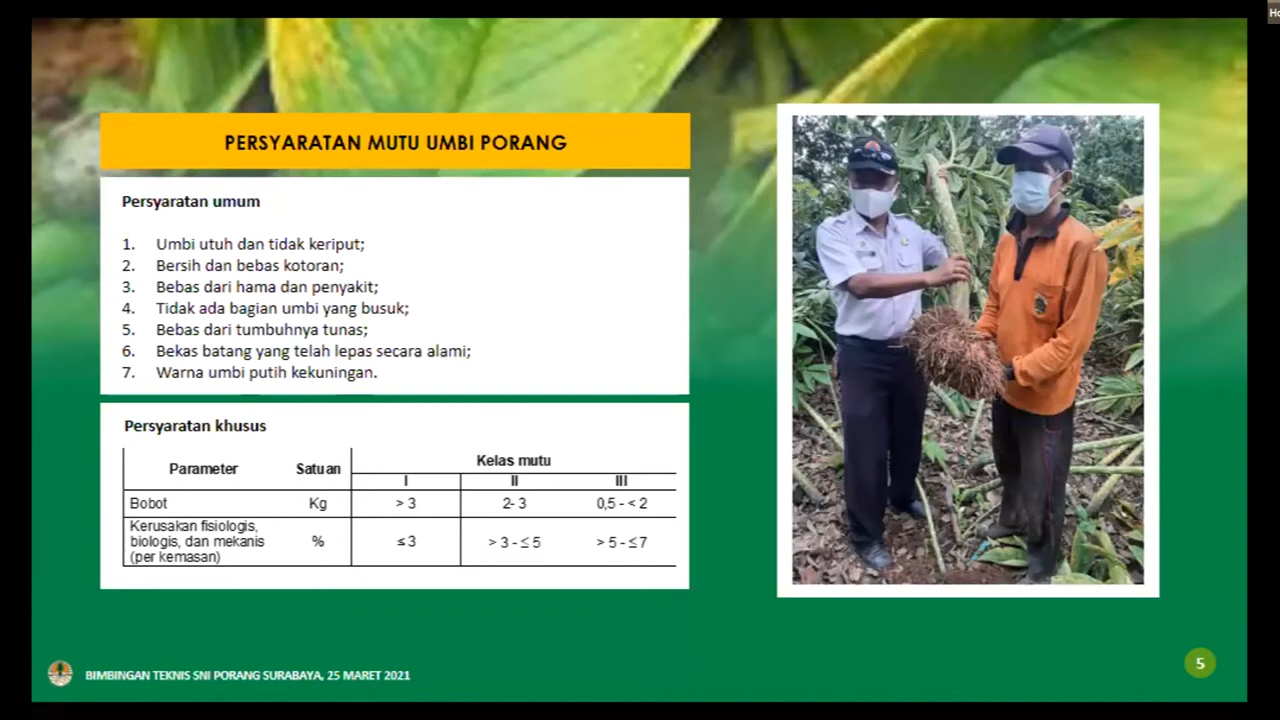 Ho
PERSYARATAN MUTU UMBI PORANG
Persyaratan umum
1. Umbi utuh dan tidak keriput;
2. Bersih dan bebas kotoran;
3. Bebas dari hama dan penyakit;
4. Tidak ada bagian umbi yang busuk;
5. Bebas dari tumbuhnya tunas;
6. Bekas batang yang telah lepas secara alami;
7. Warna umbi putih kekuningan.
Persyaratan khusus
Parameter Satuan Kelas mutu
I II III
Bobot Kg > 3 2- 3 0,5 - < 2
Kerusakan fisiologis,
biologis, dan mekanis % ≤ 3 > 3 - ≤ 5 > 5 - ≤ 7
(per kemasan)
BIMBINGAN TEKNIS SNI PORANG SURABAYA, 25 MARET 2021
5